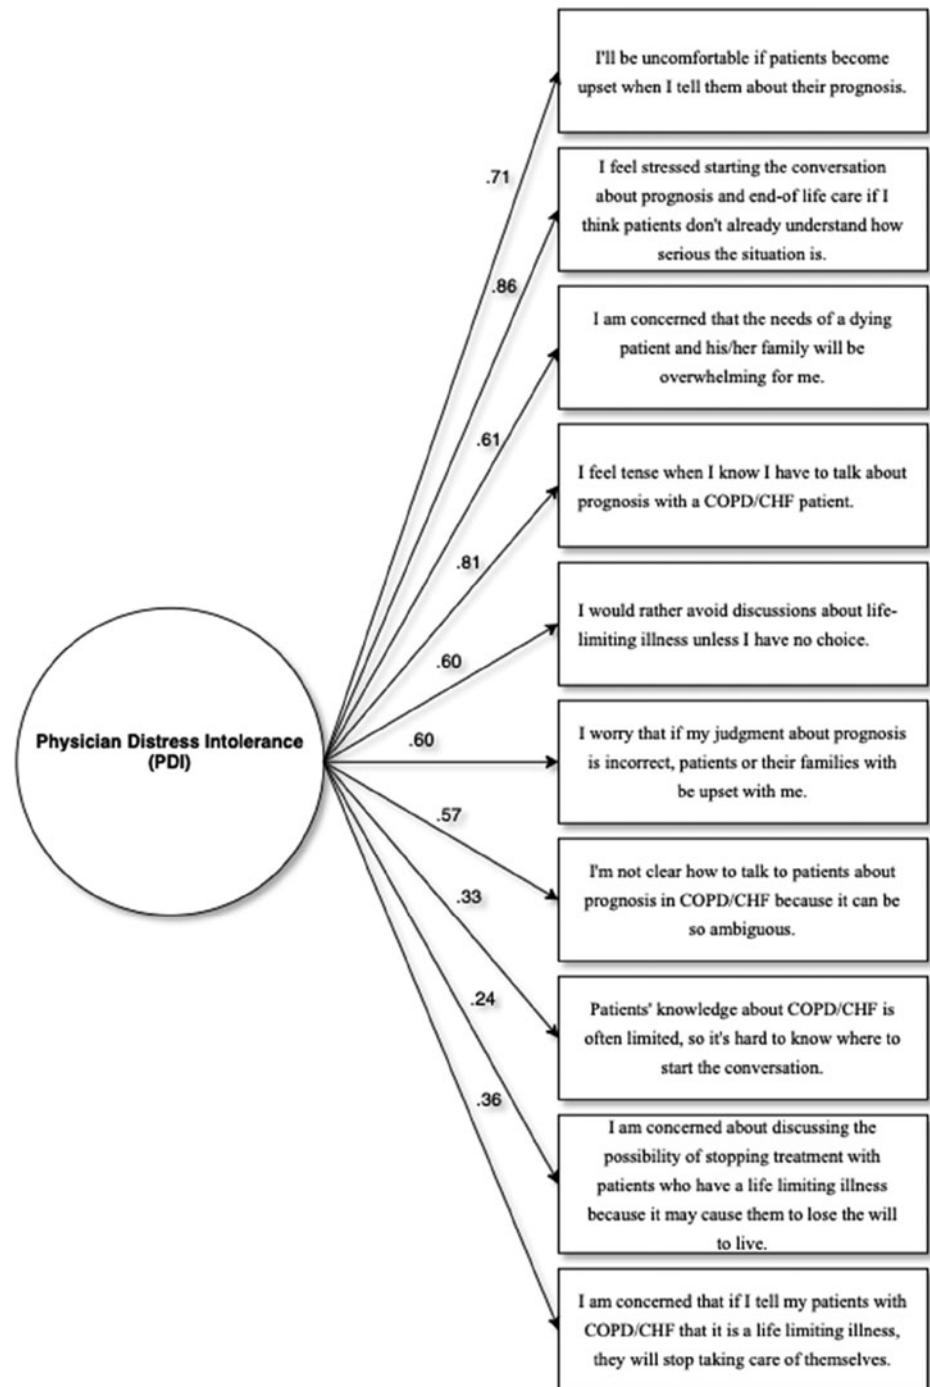 I'll be uncomfortable if patients become
upset when I tell them about their prognosis.
.71
I feel stressed starting the conversation
about prognosis and end-of life care if I
think patients don't already understand how
serious the situation is.
.86
I am concerned that the needs of a dying
patient and his/her family will be
overwhelming for me.
.61
I feel tense when I know I have to talk about
prognosis with a COPD/CHF patient.
.81
I would rather avoid discussions about life-
limiting illness unless I have no choice.
.60
Physician Distress Intolerance
(PDI)
.60
I worry that if my judgment about prognosis
is incorrect, patients or their families with
be upset with me.
.57
I'm not clear how to talk to patients about
prognosis in COPD/CHF because it can be
so ambiguous.
.33
Patients' knowledge about COPD/CHF is
often limited, so it's hard to know where to
start the conversation.
.24
I am concerned about discussing the
possibility of stopping treatment with
patients who have a life limiting illness
because it may cause them to lose the will
to live.
.36
I am concerned that if I tell my patients with
COPD/CHF that it is a life limiting illness,
they will stop taking care of themselves.